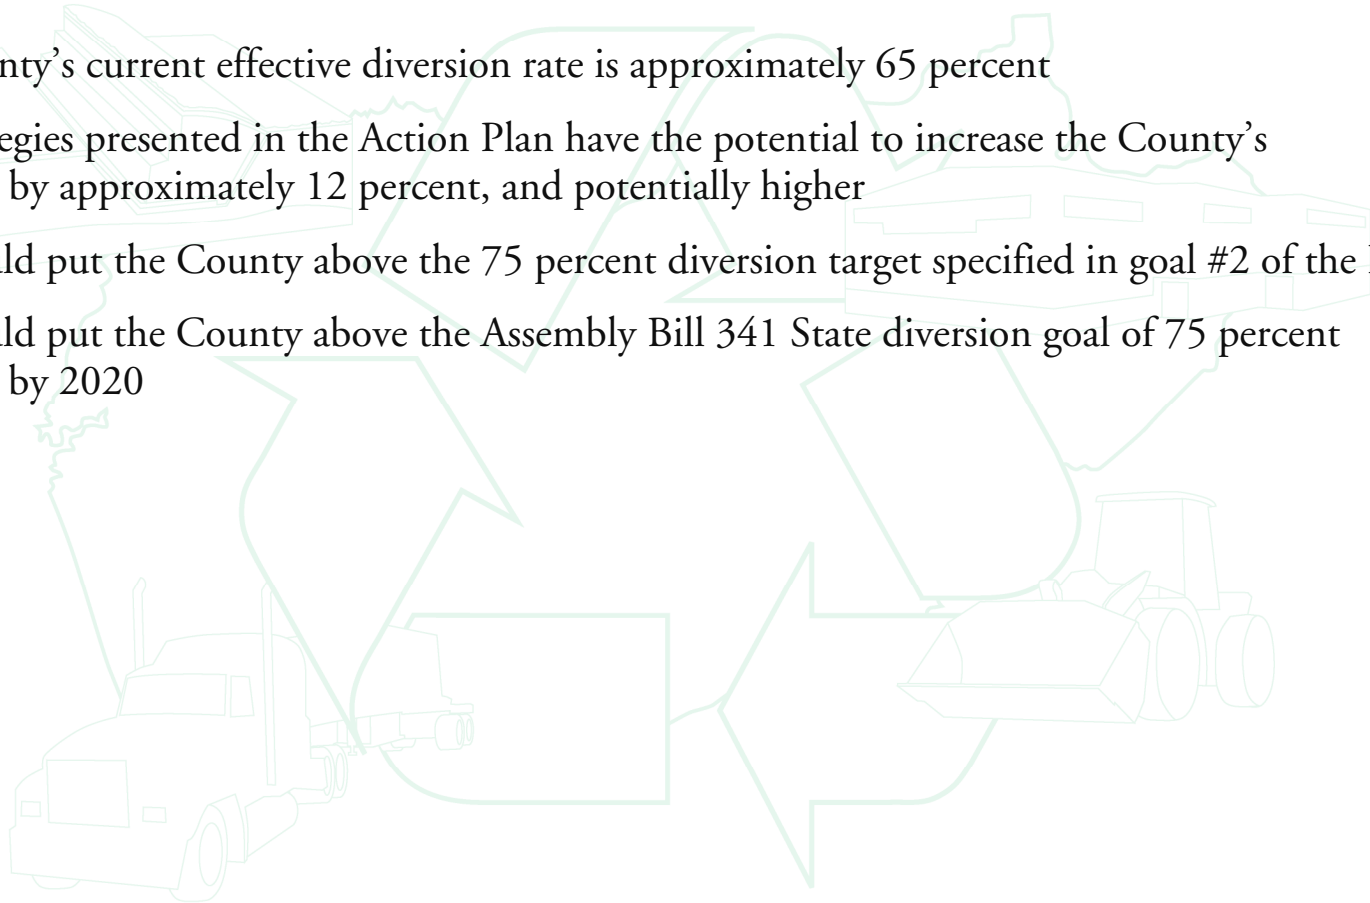 nty’s current effective diversion rate is approximately 65 percent
egies presented in the Action Plan have the potential to increase the County’s
by approximately 12 percent, and potentially higher
uld put the County above the 75 percent diversion target specified in goal #2 of the
uld put the County above the Assembly Bill 341 State diversion goal of 75 percent
by 2020